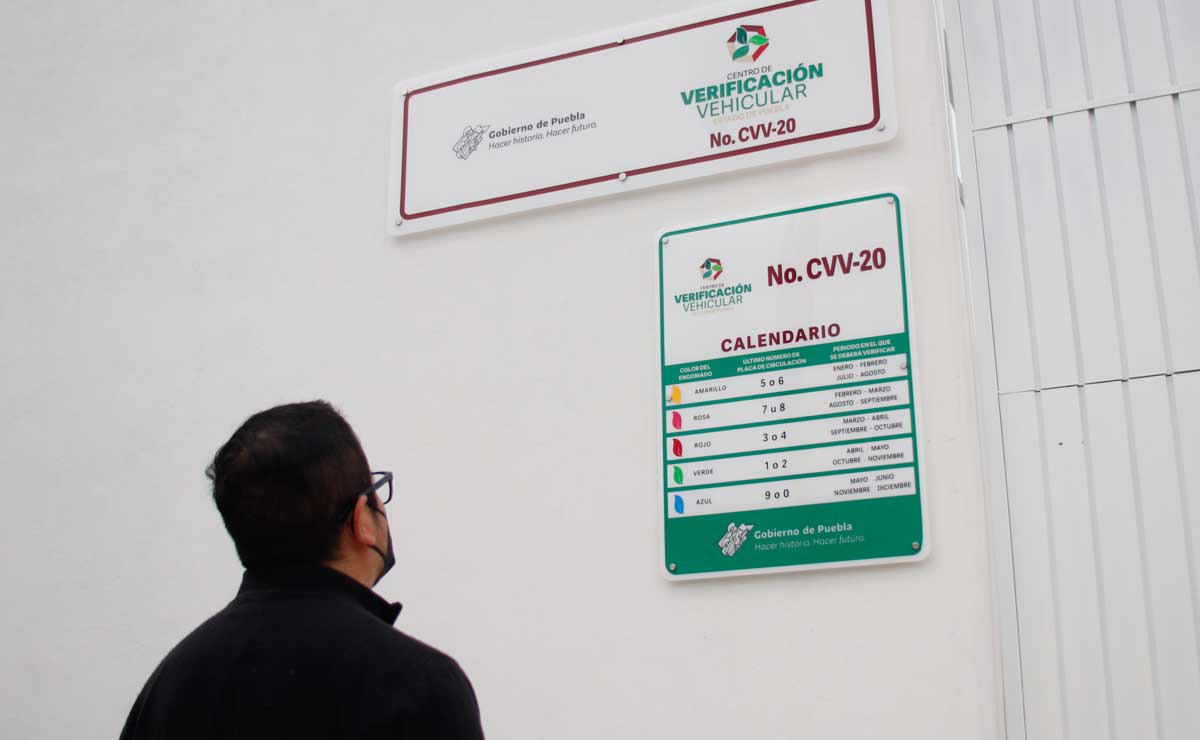 Gobierno de Puebla
Hacer historia. Hacer futuro.
CENTRO DE
VERIFICACIÓN
VEHICULAR
ESTADO DE PUEBLA
No. CVV-20
CENTRO DE
VERIFICACIÓN
VEHICULAR
ESTADO DE PUEBLA
No. CVV-20
CALENDARIO
COLOR DEL ENGOMADO
ÚLTIMO NÚMERO DE PLACA DE CIRCULACIÓN
PERIODO EN EL QUE SE DEBERÁ VERIFICAR
AMARILLO 5 o 6 ENERO - FEBRERO
JULIO - AGOSTO
ROSA 7 u 8 FEBRERO - MARZO
AGOSTO - SEPTIEMBRE
ROJO 3 o 4 MARZO - ABRIL
SEPTIEMBRE - OCTUBRE
VERDE 1 o 2 ABRIL - MAYO
OCTUBRE - NOVIEMBRE
AZUL 9 o 0 MAYO JUNIO
NOVIEMBRE DICIEMBRE
Gobierno de Puebla
Hacer historia. Hacer futuro.